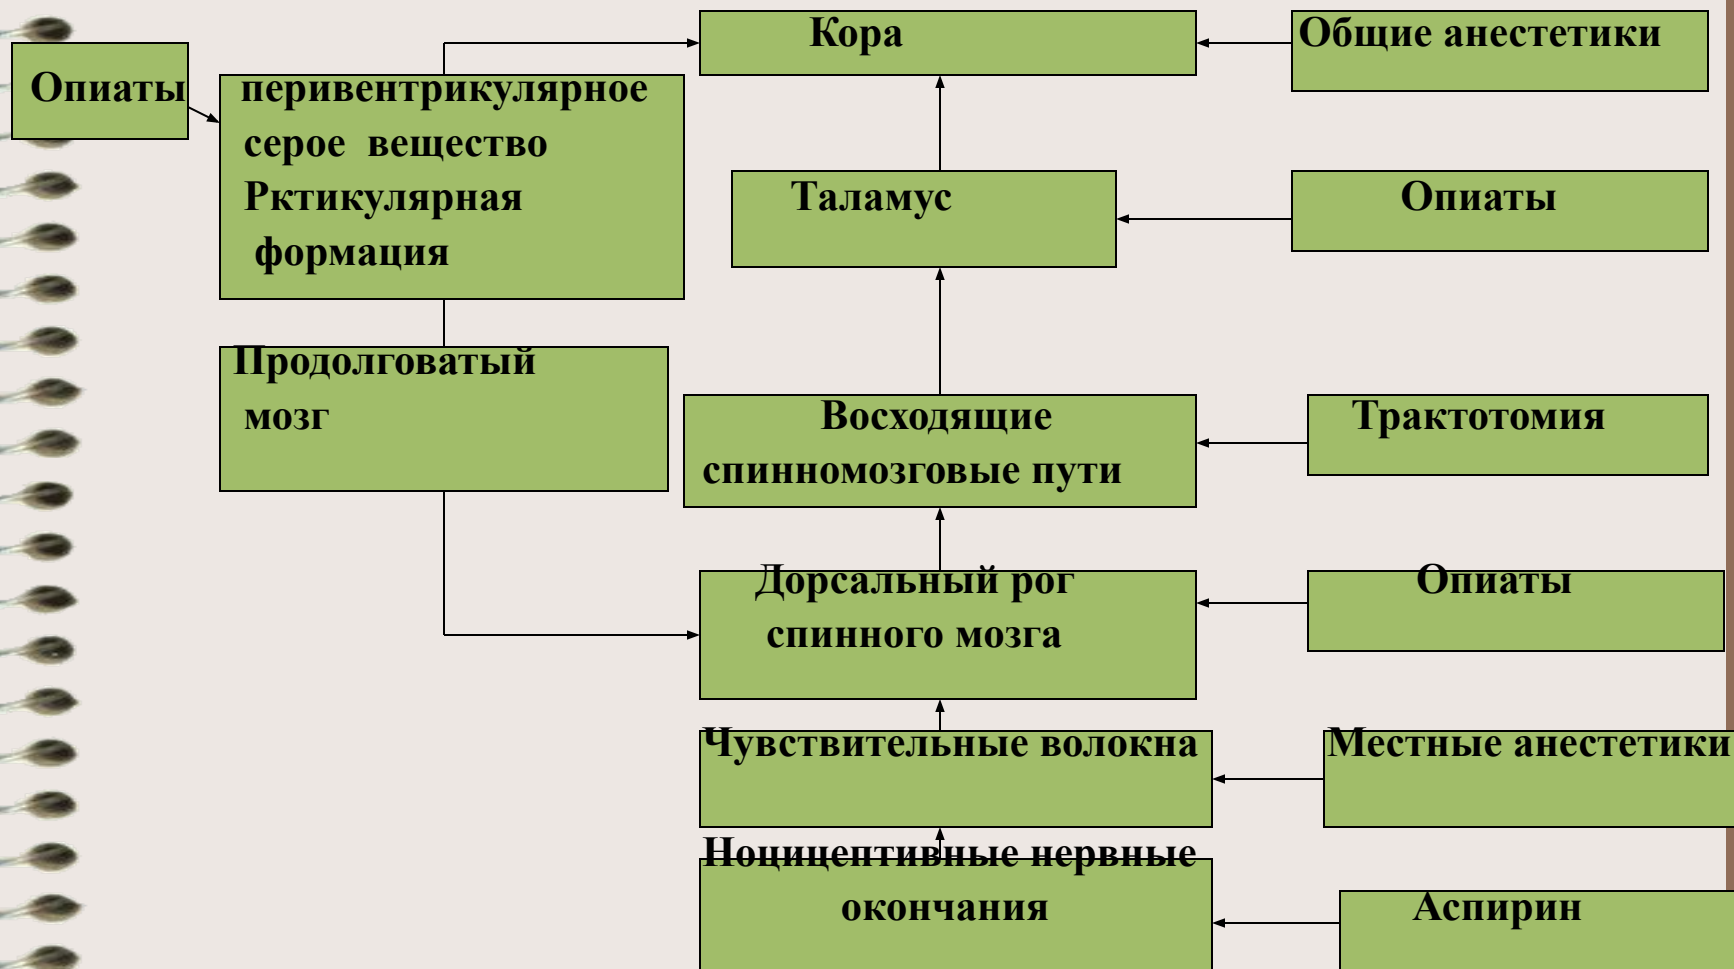 Кора
Общие анестетики
Опиаты
перивентрикулярное
серое вещество
Рктикулярная
формация
Таламус
Опиаты
Продолговатый
мозг
Восходящие
спинномозговые пути
Трактотомия
Дорсальный рог
спинного мозга
Опиаты
Чувствительные волокна
Местные анестетики
Ноцицептивные нервные
окончания
Аспирин